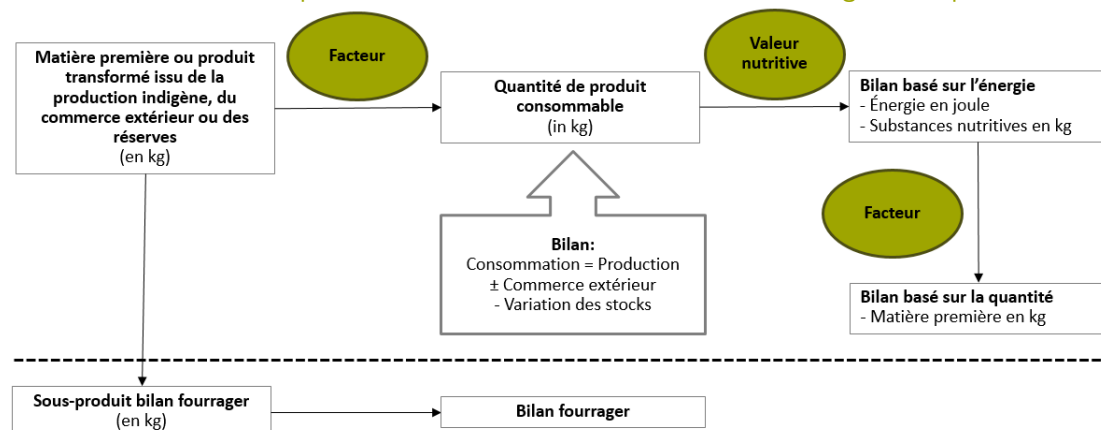 Matière première ou produit
transformé issu de la
production indigène, du
commerce extérieur ou des
réserves
(en kg)
Facteur
Quantité de produit
consommable
(in kg)
Valeur
nutritive
Bilan basé sur l'énergie
- Énergie en joule
- Substances nutritives en kg
Facteur
Bilan:
Consommation = Production
± Commerce extérieur
- Variation des stocks
Bilan basé sur la quantité
- Matière première en kg
Sous-produit bilan fourrager
(en kg)
Bilan fourrager